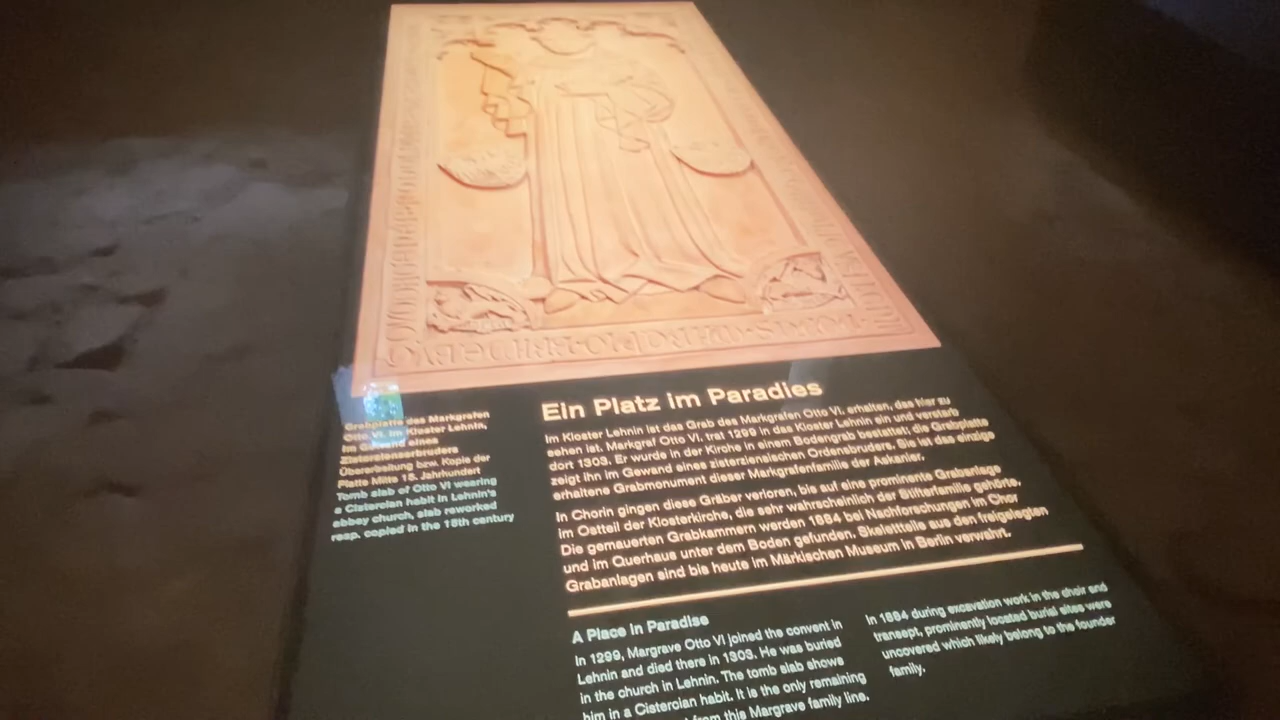 Ein Platz im Paradies
Im Kloster Lehnin ist das Grab des Markgrafen Otto VI. erhalten, das hier zu
sehen ist. Markgraf Otto VI. trat 1299 in das Kloster Lehnin ein und verstarb
dort 1303. Er wurde in der Kirche in einem Bodengrab bestattet; die Grabplatte
zeigt ihn im Gewand eines zisterziensischen Ordensbruders. Sie ist das einzige
erhaltene Grabmonument dieser Markgrafenfamilie der Askanier.
In Chorin gingen diese Gräber verloren, bis auf eine prominente Grabanlage
im Ostteil der Klosterkirche, die sehr wahrscheinlich der Stifterfamilie gehörte.
Die gemauerten Grabkammern werden 1884 bei Nachforschungen im Chor
und im Querhaus unter dem Boden gefunden. Skelettteile aus den freigelegten
Grabanlagen sind bis heute im Märkischen Museum in Berlin verwahrt.
Grabplatte des Markgrafen
Otto VI. im Kloster Lehnin,
im Gewand eines
Zisterzienserbruders
Überarbeitung bzw. Kopie der
Platte Mitte 15. Jahrhundert
Tomb slab of Otto VI wearing
a Cistercian habit in Lehnin's
abbey church, slab reworked
resp. copied in the 15th century
A Place in Paradise
In 1299, Margrave Otto VI joined the convent in
Lehnin and died there in 1303. He was buried
in the church in Lehnin. The tomb slab shows
him in a Cistercian habit. It is the only remaining
from this Margrave family line.
In 1884 during excavation work in the choir and
transept, prominently located burial sites were
uncovered which likely belong to the founder
family.